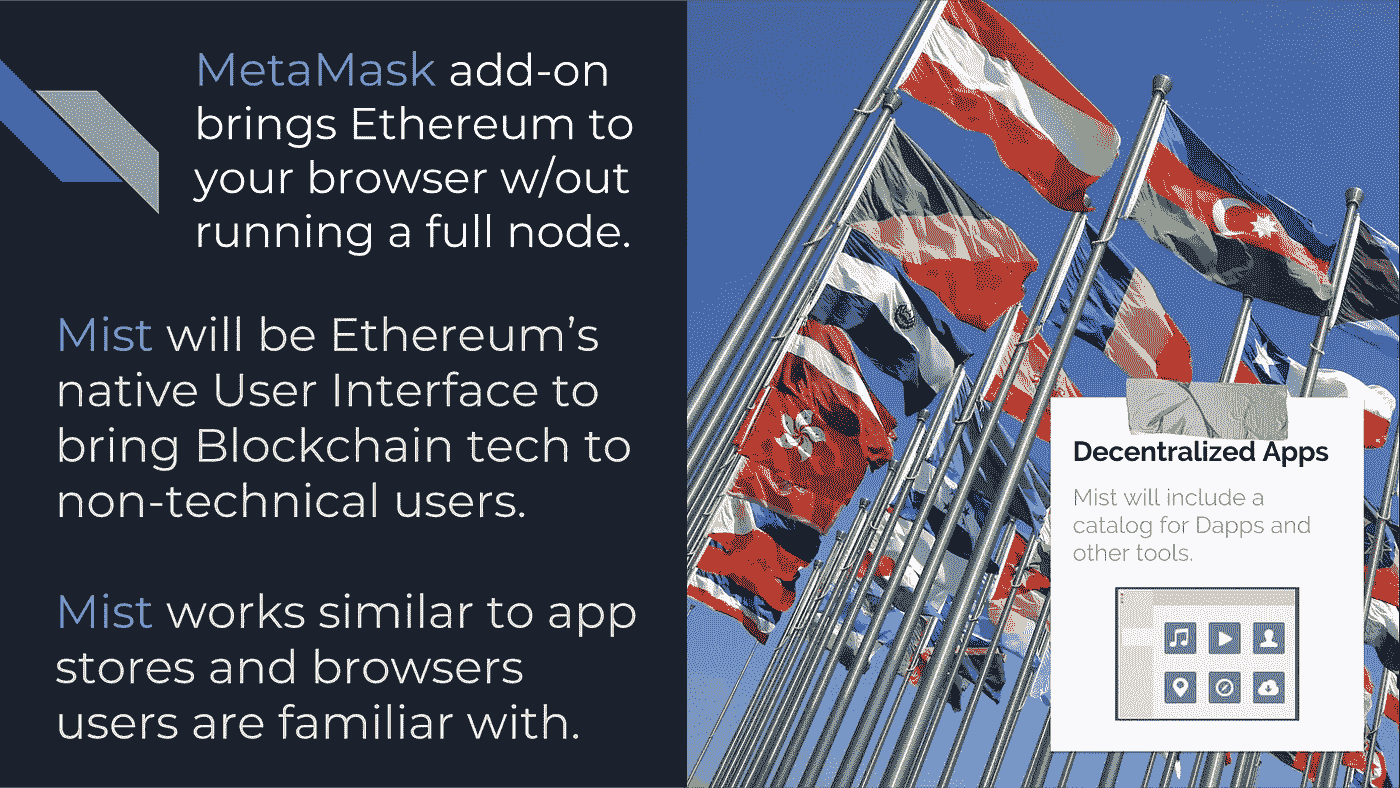 MetaMask add-on
brings Ethereum to
your browser w/out
running a full node.
Mist will be Ethereum’s
native User Interface to
bring Blockchain tech to
non-technical users.
Mist works similar to app
stores and browsers
users are familiar with.
Decentralized Apps
Mist will include a
catalog for Dapps and
other tools.